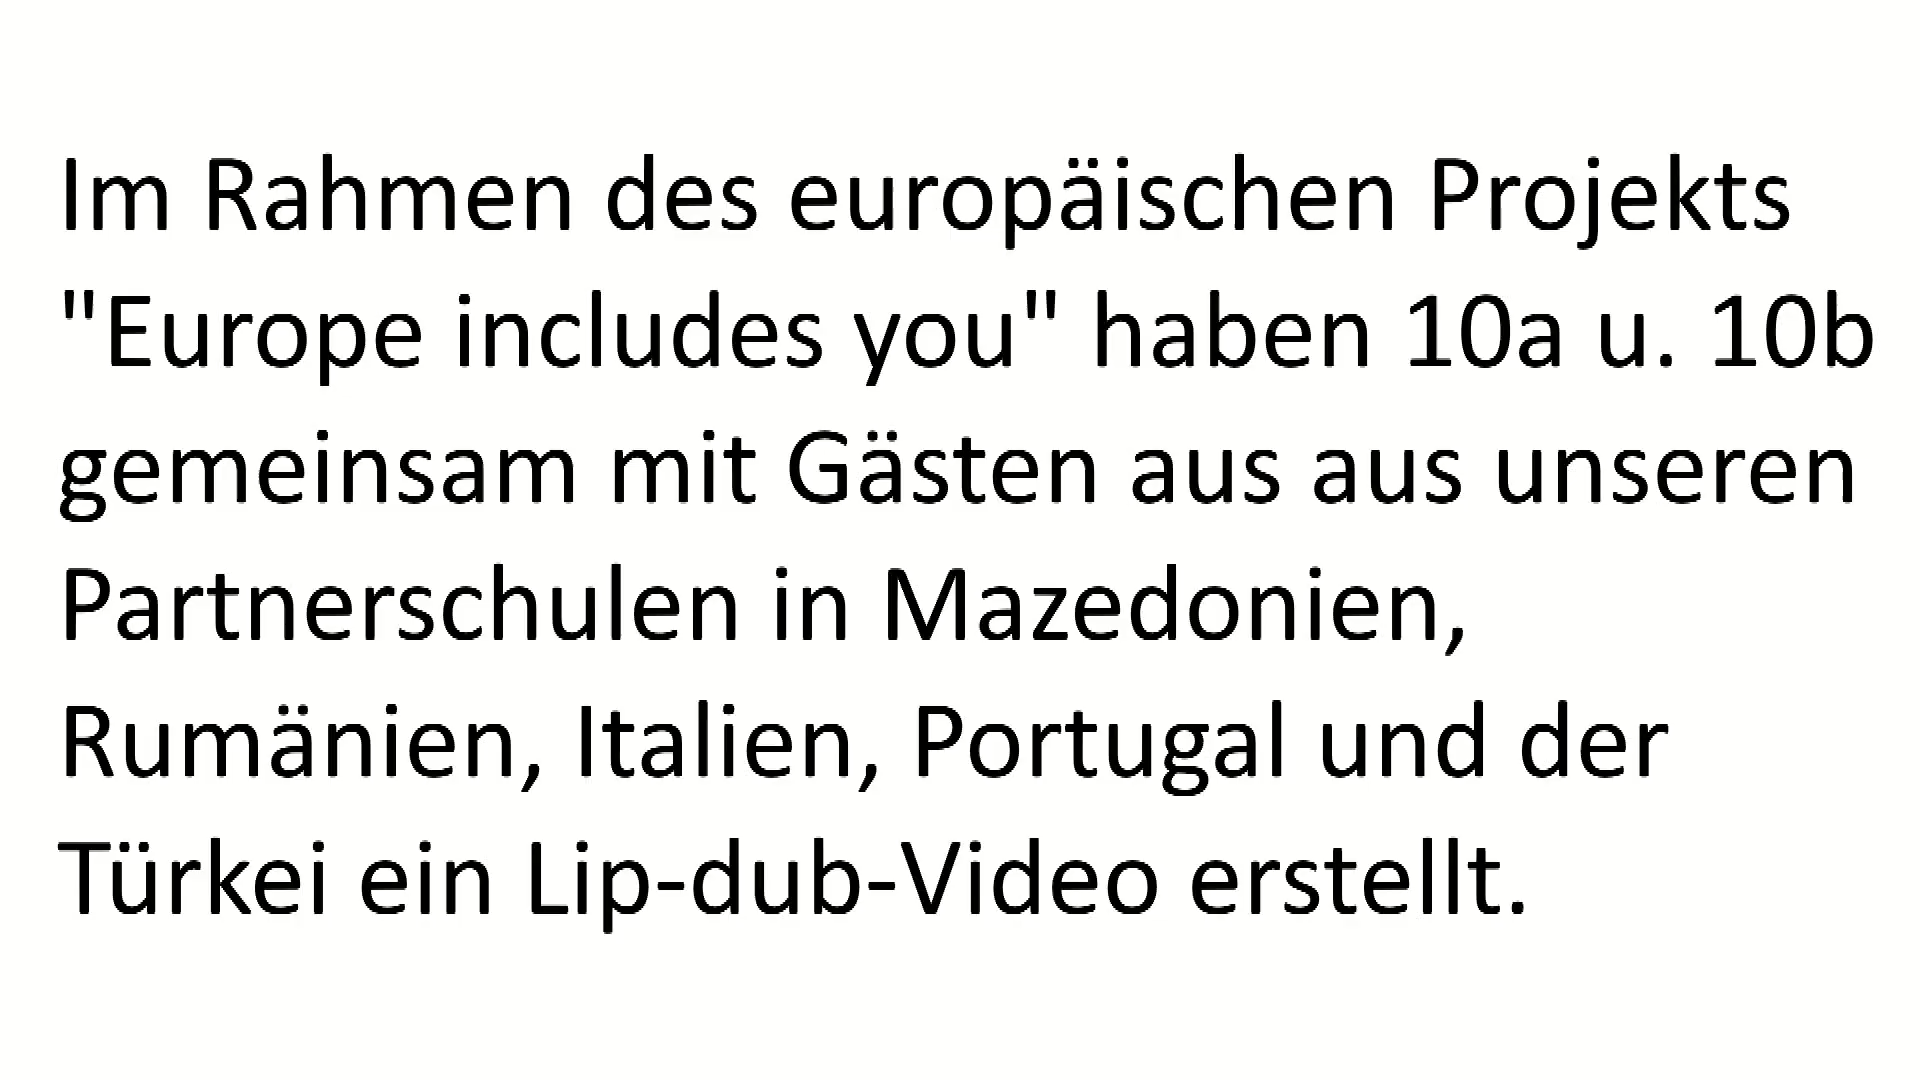 Im Rahmen des europäischen Projekts
"Europe includes you" haben 10a u. 10b
gemeinsam mit Gästen aus aus unseren
Partnerschulen in Mazedonien,
Rumänien, Italien, Portugal und der
Türkei ein Lip-dub-Video erstellt.